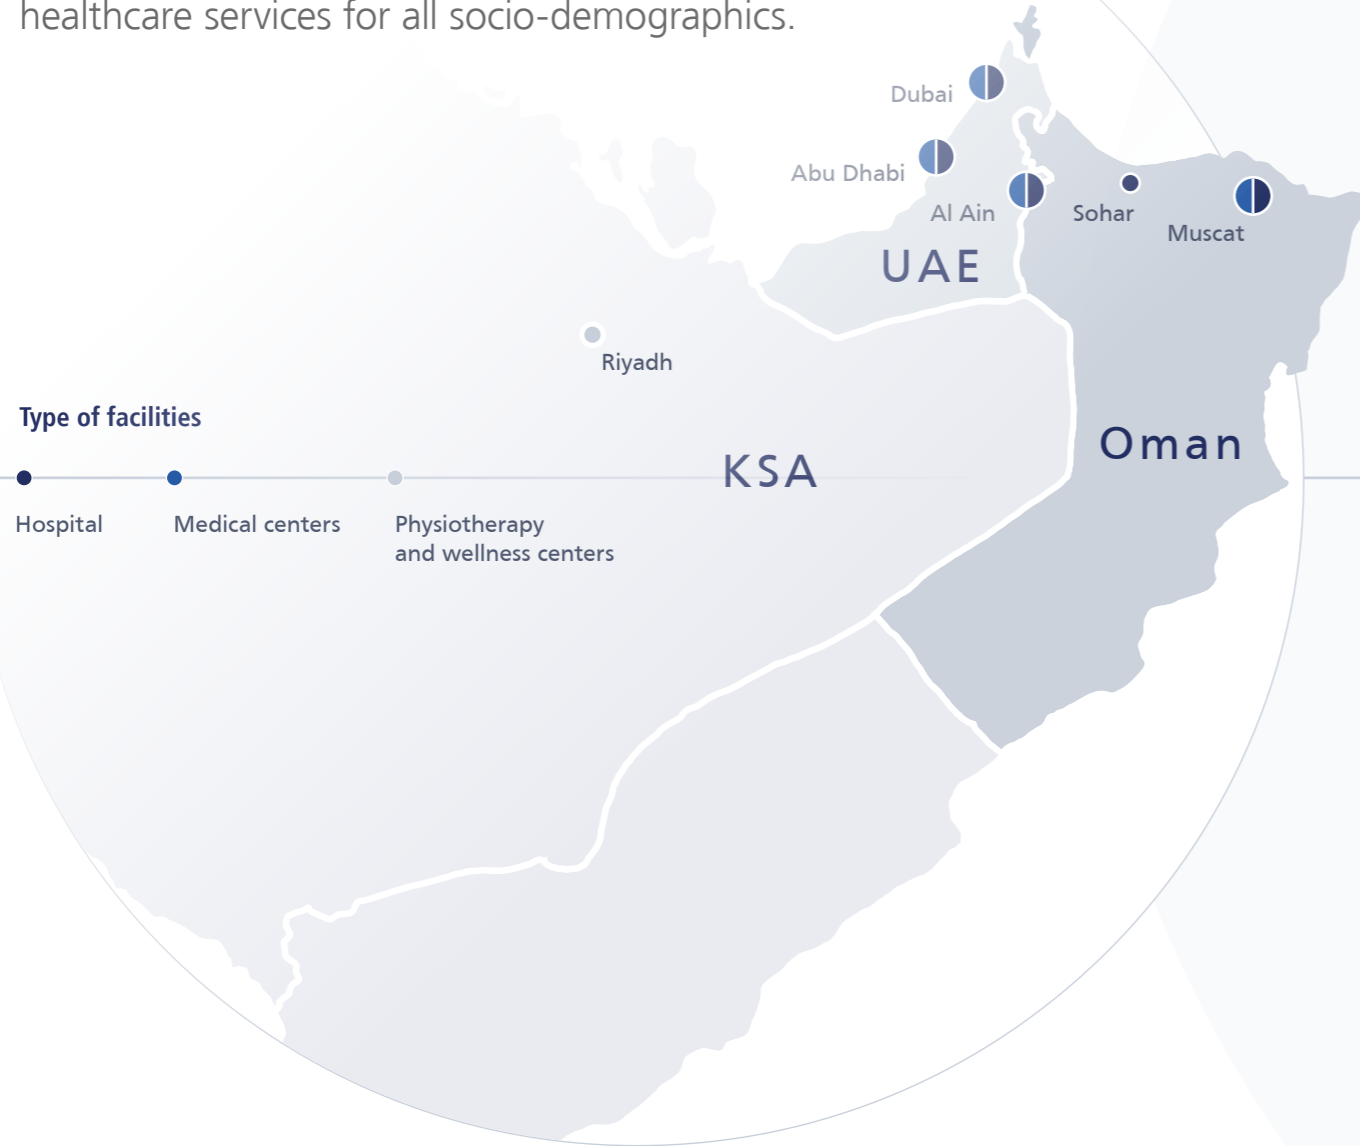 healthcare services for all socio-demographics.
Dubai
Abu Dhabi
Al Ain
Sohar
Muscat
UAE
Riyadh
Type of facilities
Oman
KSA
Hospital
Medical centers
Physiotherapy
and wellness centers